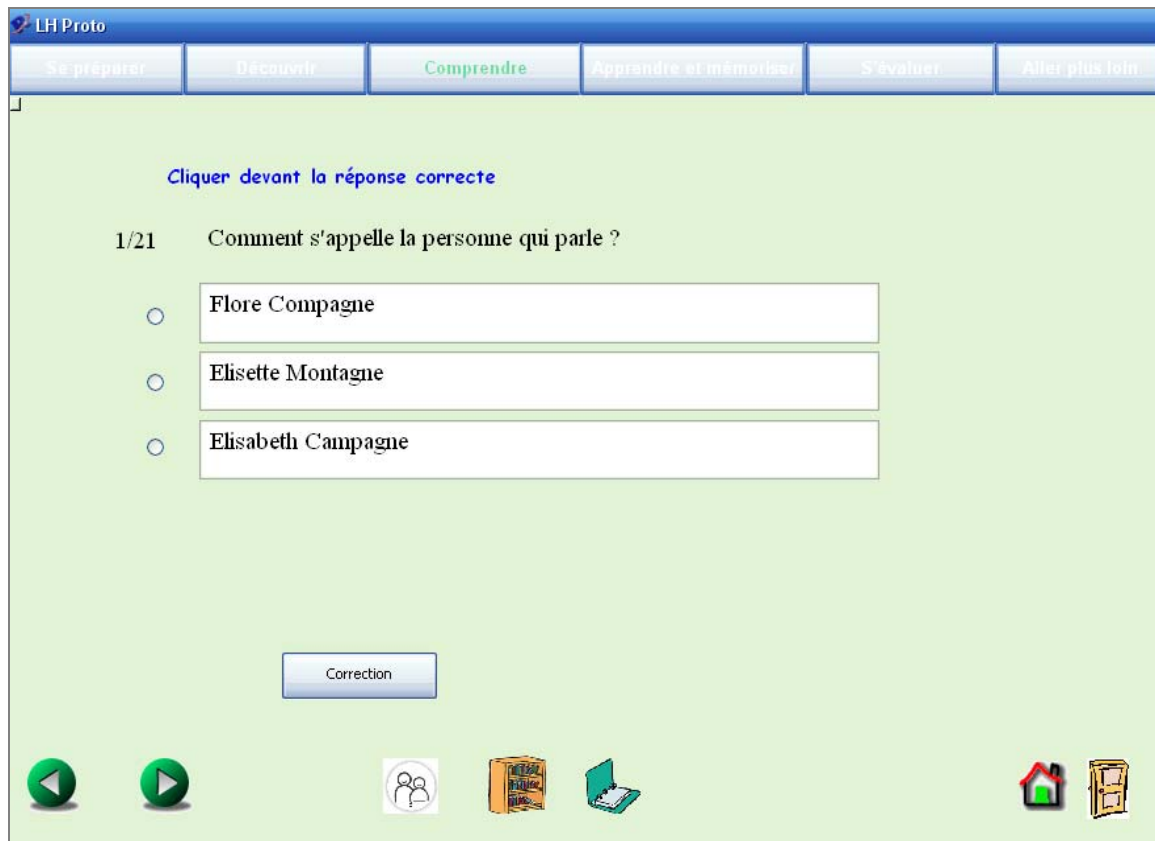 LH Proto
Se préparer Découvrir Comprendre Apprendre et mémoriser S'évaluer Aller plus loin
Cliquer devant la réponse correcte
1/21 Comment s'appelle la personne qui parle ?
Flore Compagne
Elisette Montagne
Elisabeth Campagne
Correction